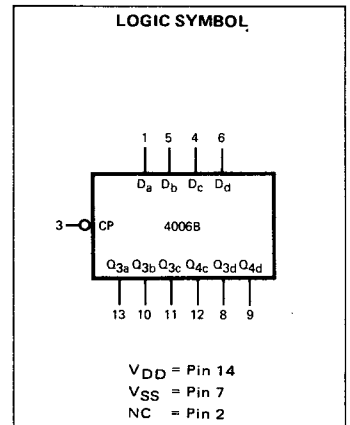 LOGIC SYMBOL
1 5 4 6
Da Db Dc Dd
3 CP 4006B
Q3a Q3b Q3c Q4c Q3d Q4d
13 10 11 12 8 9
VDD = Pin 14
VSS = Pin 7
NC = Pin 2